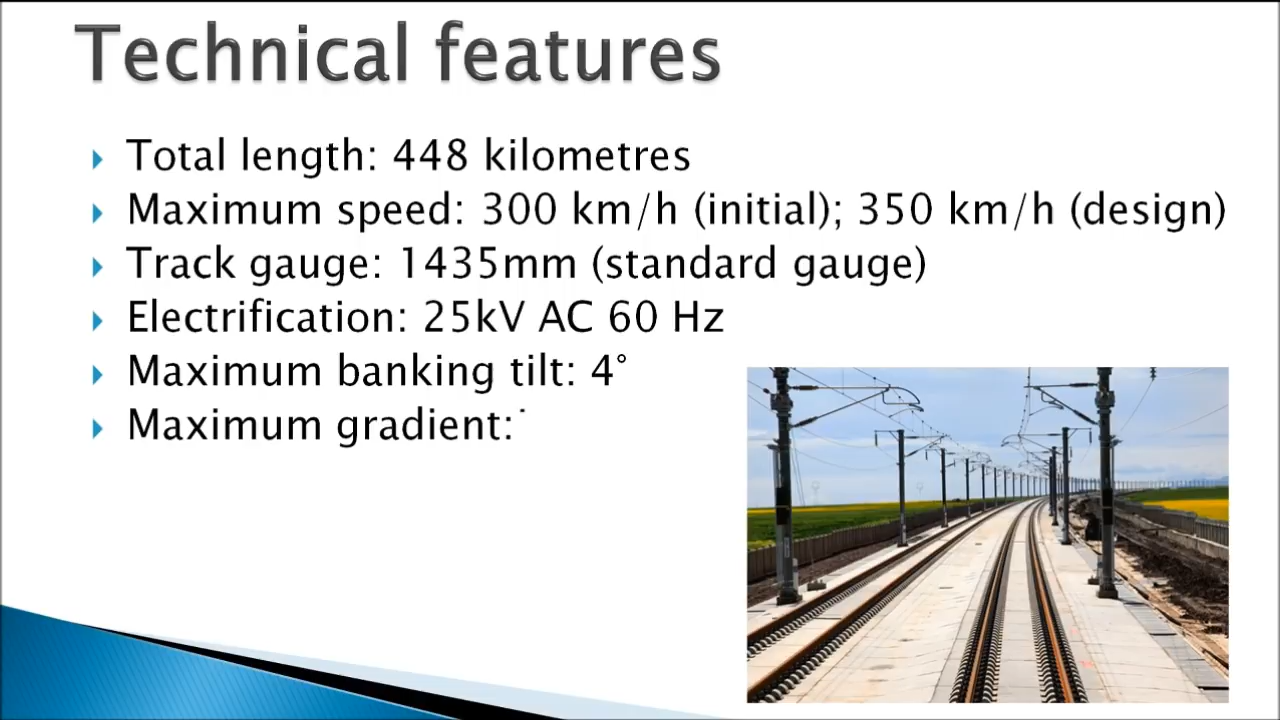 Technical features
Total length: 448 kilometres
Maximum speed: 300 km/h (initial); 350 km/h (design)
Track gauge: 1435mm (standard gauge)
Electrification: 25kV AC 60 Hz
Maximum banking tilt: 4°
Maximum gradient: